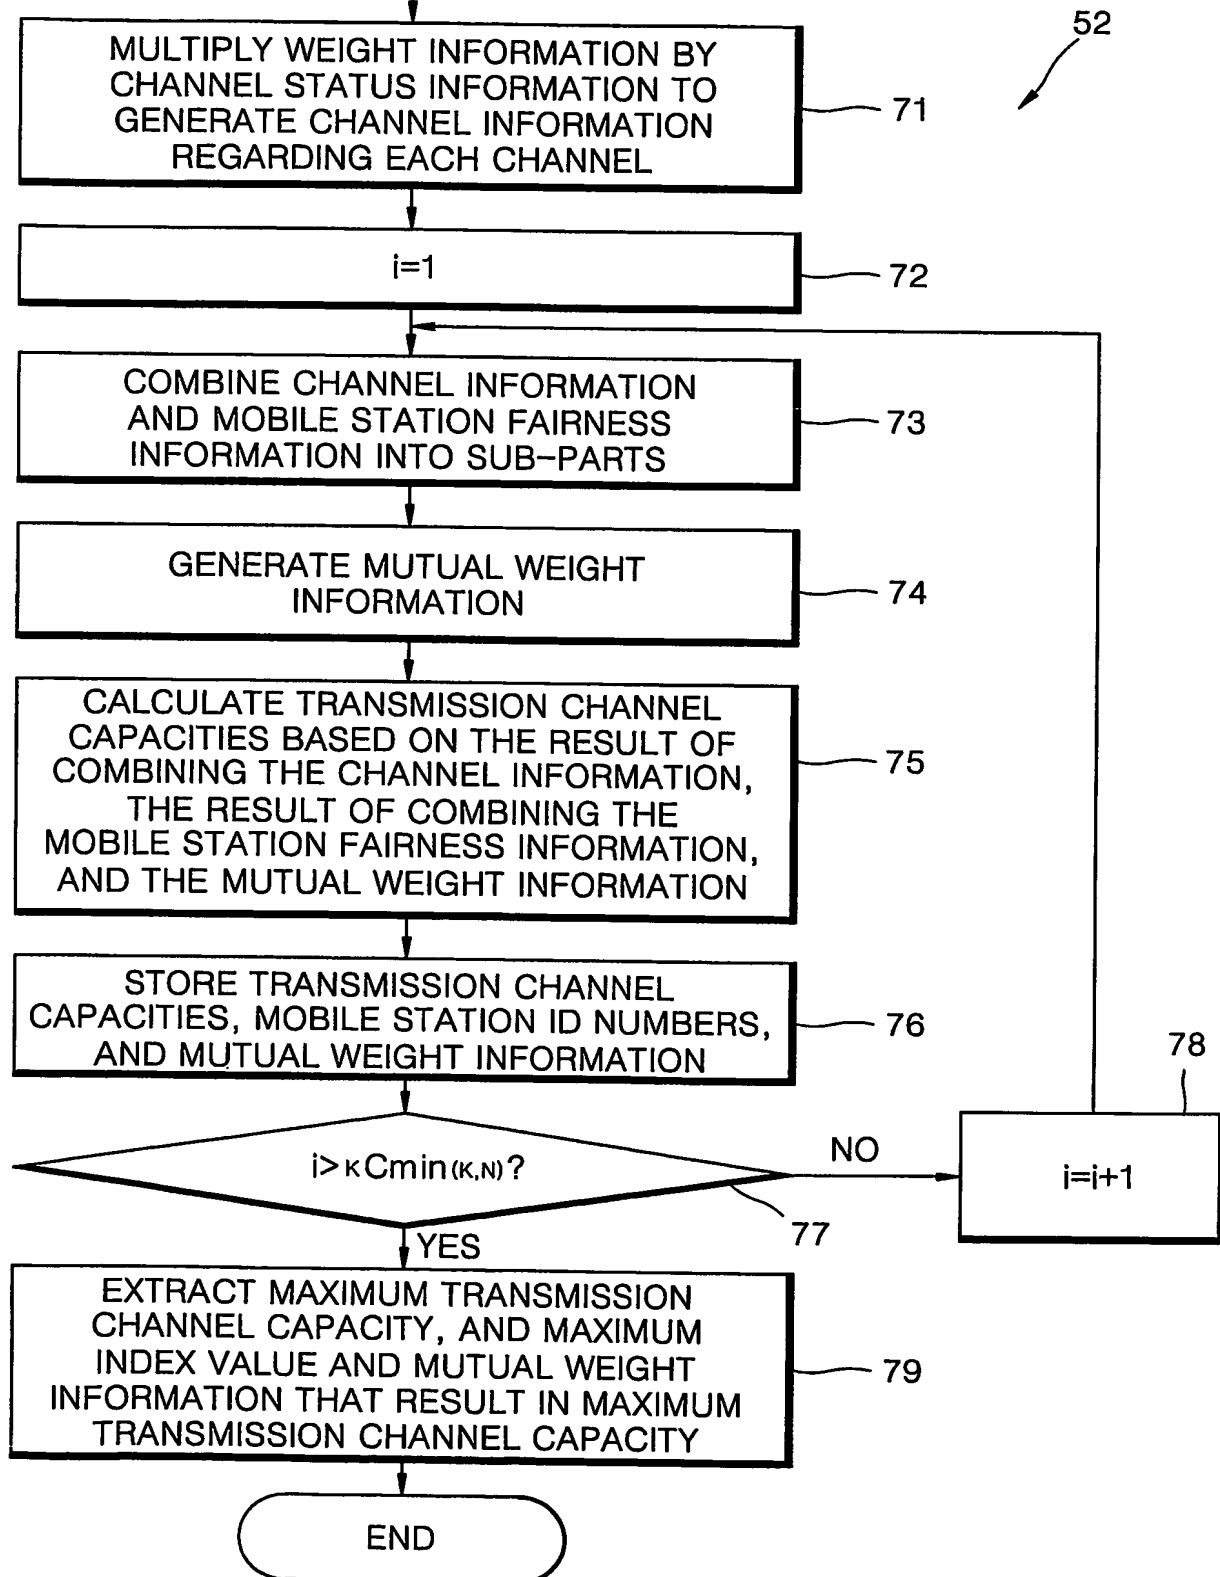 52
MULTIPLY WEIGHT INFORMATION BY
CHANNEL STATUS INFORMATION TO
GENERATE CHANNEL INFORMATION
REGARDING EACH CHANNEL
71
i=1
72
COMBINE CHANNEL INFORMATION
AND MOBILE STATION FAIRNESS
INFORMATION INTO SUB-PARTS
73
GENERATE MUTUAL WEIGHT
INFORMATION
74
CALCULATE TRANSMISSION CHANNEL
CAPACITIES BASED ON THE RESULT OF
COMBINING THE CHANNEL INFORMATION,
THE RESULT OF COMBINING THE
MOBILE STATION FAIRNESS INFORMATION,
AND THE MUTUAL WEIGHT INFORMATION
75
STORE TRANSMISSION CHANNEL
CAPACITIES, MOBILE STATION ID NUMBERS,
AND MUTUAL WEIGHT INFORMATION
76
i>KCmin(K,N)?
77
NO
78
i=i+1
YES
EXTRACT MAXIMUM TRANSMISSION
CHANNEL CAPACITY, AND MAXIMUM
INDEX VALUE AND MUTUAL WEIGHT
INFORMATION THAT RESULT IN MAXIMUM
TRANSMISSION CHANNEL CAPACITY
79
END